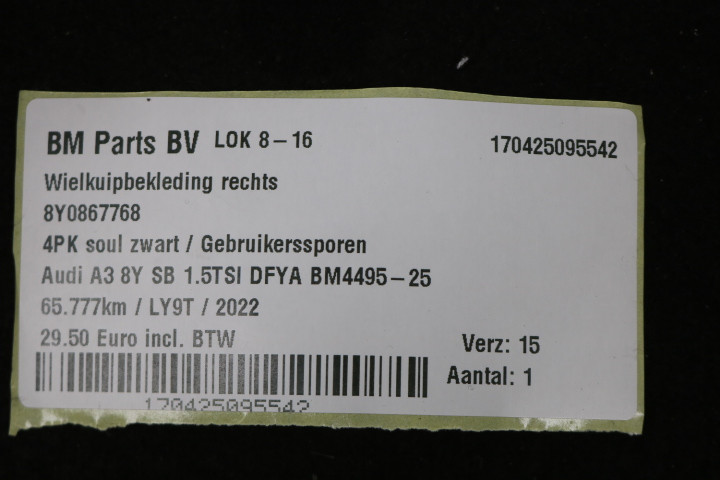 BM Parts BV LOK 8-16 170425095542
Wielkuipbekleding rechts
8Y0867768
4PK soul zwart / Gebruikerssporen
Audi A3 8Y SB 1.5TSI DFYA BM4495-25
65.777km / LY9T / 2022
29.50 Euro incl. BTW
Verz: 15
Aantal: 1
170425095542